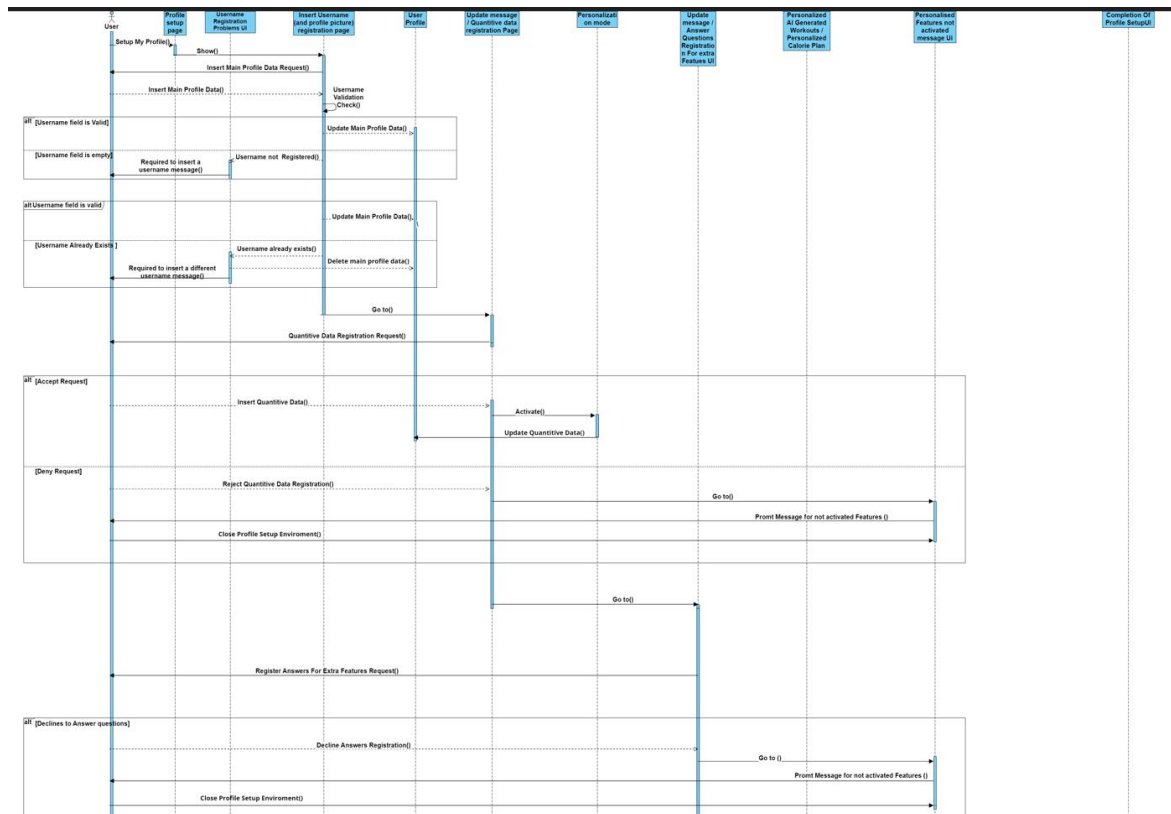 User
Profile
setup
page
Username
Registration
Problems UI
Insert Username
(and profile picture)
registration page
User
Profile
Update message
/ Quantitive data
registration Page
Personalizati
on mode
Update
message /
Answer
Questions
Registratio
n For extra
Featues UI
Personalized
AI Generated
Workouts /
Personalized
Calorie Plan
Personalised
Features not
activated
message Ui
Completion Of
Profile SetupUI
Setup My Profile()
Show()
Insert Main Profile Data Request()
Insert Main Profile Data()
Username
Validation
Check()
alt [Username field is Valid]
Update Main Profile Data()
[Username field is empty]
Username not Registered()
Required to insert a
username message()
alt Username field is valid
Update Main Profile Data()
[Username Already Exists ]
Username already exists()
Delete main profile data()
Required to insert a different
username message()
Go to()
Quantitive Data Registration Request()
alt [Accept Request]
Insert Quantitive Data()
Activate()
Update Quantitive Data()
[Deny Request]
Reject Quantitive Data Registration()
Go to()
Promt Message for not activated Features ()
Close Profile Setup Enviroment()
Go to()
Register Answers For Extra Features Request()
alt [Declines to Answer questions]
Decline Answers Registration()
Go to ()
Promt Message for not activated Features ()
Close Profile Setup Enviroment()